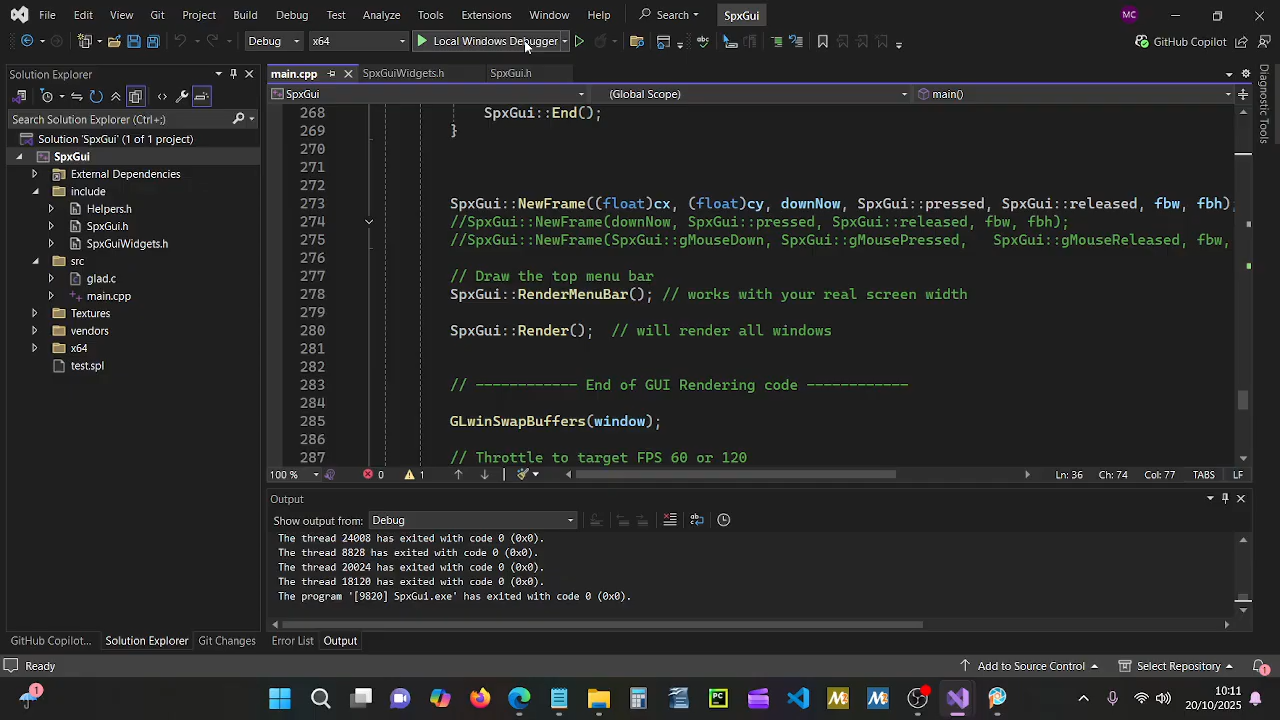 File Edit View Git Project Build Debug Test Analyze Tools Extensions Window Help Search SpxGui MC
Debug x64 Local Windows Debugger GitHub Copilot
Solution Explorer
main.cpp SpxGuiWidgets.h SpxGui.h
SpxGui (Global Scope) main()
Search Solution Explorer (Ctrl+;)
Solution 'SpxGui' (1 of 1 project)
SpxGui
External Dependencies
include
Helpers.h
SpxGui.h
SpxGuiWidgets.h
src
glad.c
main.cpp
Textures
vendors
x64
test.spl
268 SpxGui::End();
269 }
270
271
272
273 SpxGui::NewFrame((float)cx, (float)cy, downNow, SpxGui::pressed, SpxGui::released, fbw, fbh);
274 //SpxGui::NewFrame(downNow, SpxGui::pressed, SpxGui::released, fbw, fbh);
275 //SpxGui::NewFrame(SpxGui::gMouseDown, SpxGui::gMousePressed, SpxGui::gMouseReleased, fbw,
276
277 // Draw the top menu bar
278 SpxGui::RenderMenuBar(); // works with your real screen width
279
280 SpxGui::Render(); // will render all windows
281
282
283 // ------------ End of GUI Rendering code ------------
284
285 GLwinSwapBuffers(window);
286
287 // Throttle to target FPS 60 or 120
100 % 0 1 Ln: 36 Ch: 74 Col: 77 TABS LF
Diagnostic Tools
Output
Show output from: Debug
The thread 24008 has exited with code 0 (0x0).
The thread 8828 has exited with code 0 (0x0).
The thread 20024 has exited with code 0 (0x0).
The thread 18120 has exited with code 0 (0x0).
The program '[9820] SpxGui.exe' has exited with code 0 (0x0).
GitHub Copilot... Solution Explorer Git Changes Error List Output
Ready Add to Source Control Select Repository 1
1 10:11
20/10/2025